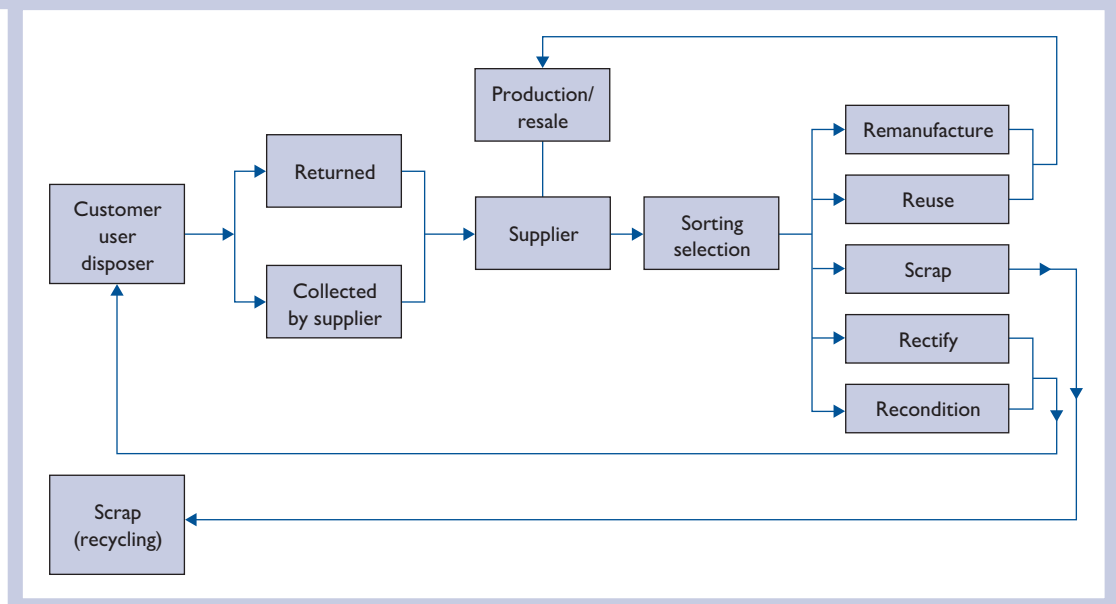 Production/
resale
Remanufacture
Returned
Reuse
Customer
user
disposer
Supplier
Sorting
selection
Scrap
Collected
by supplier
Rectify
Recondition
Scrap
(recycling)